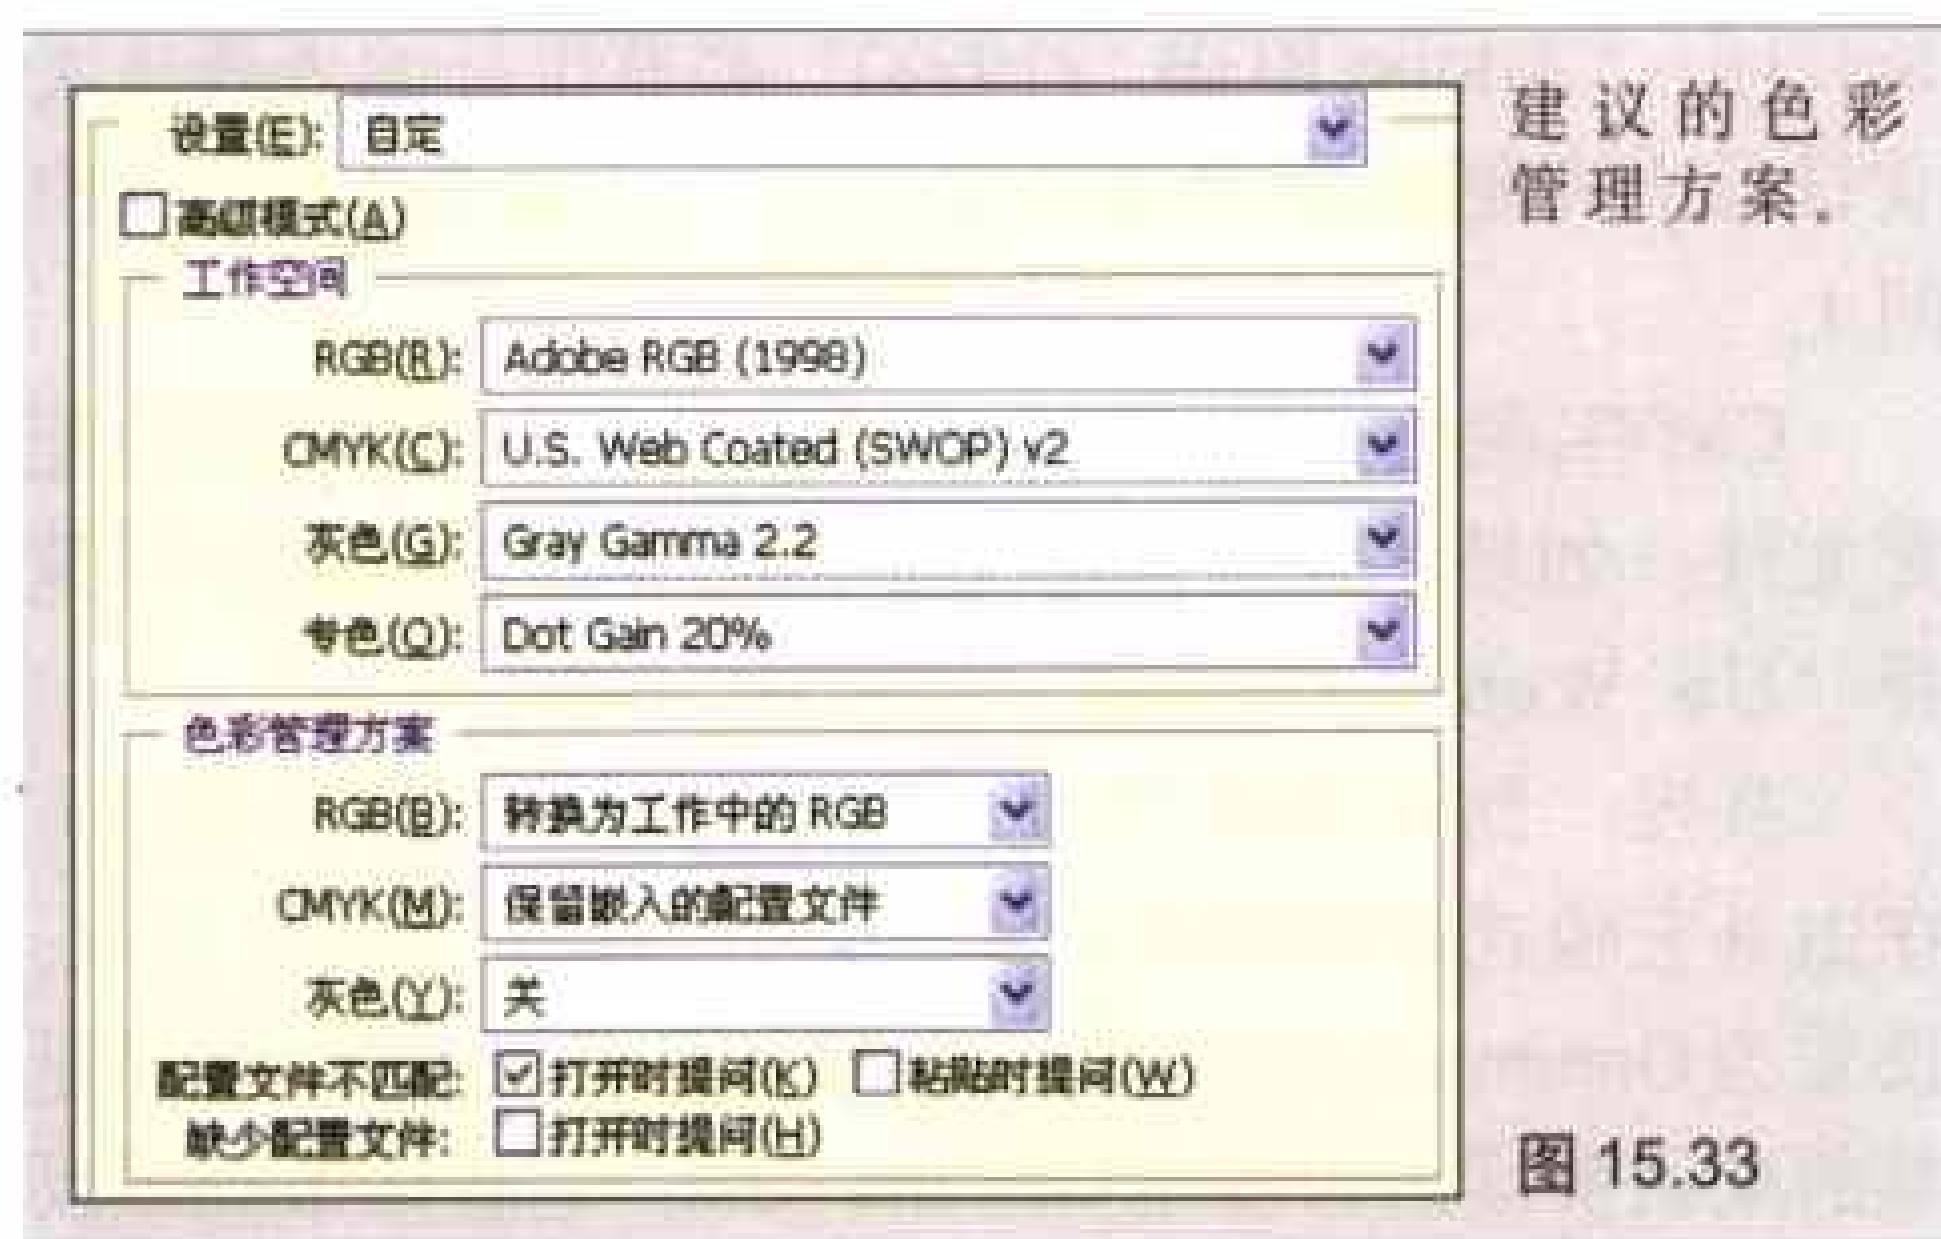 设置(E): 自定
高级模式(A)
工作空间
RGB(R): Adobe RGB (1998)
CMYK(C): U.S. Web Coated (SWOP) v2
灰色(G): Gray Gamma 2.2
专色(Q): Dot Gain 20%
色彩管理方案
RGB(B): 转换为工作中的 RGB
CMYK(M): 保留嵌入的配置文件
灰色(Y): 关
配置文件不匹配: 打开时提问(K) 粘贴时提问(W)
缺少配置文件: 打开时提问(H)
建议的色彩
管理方案.
图 15.33